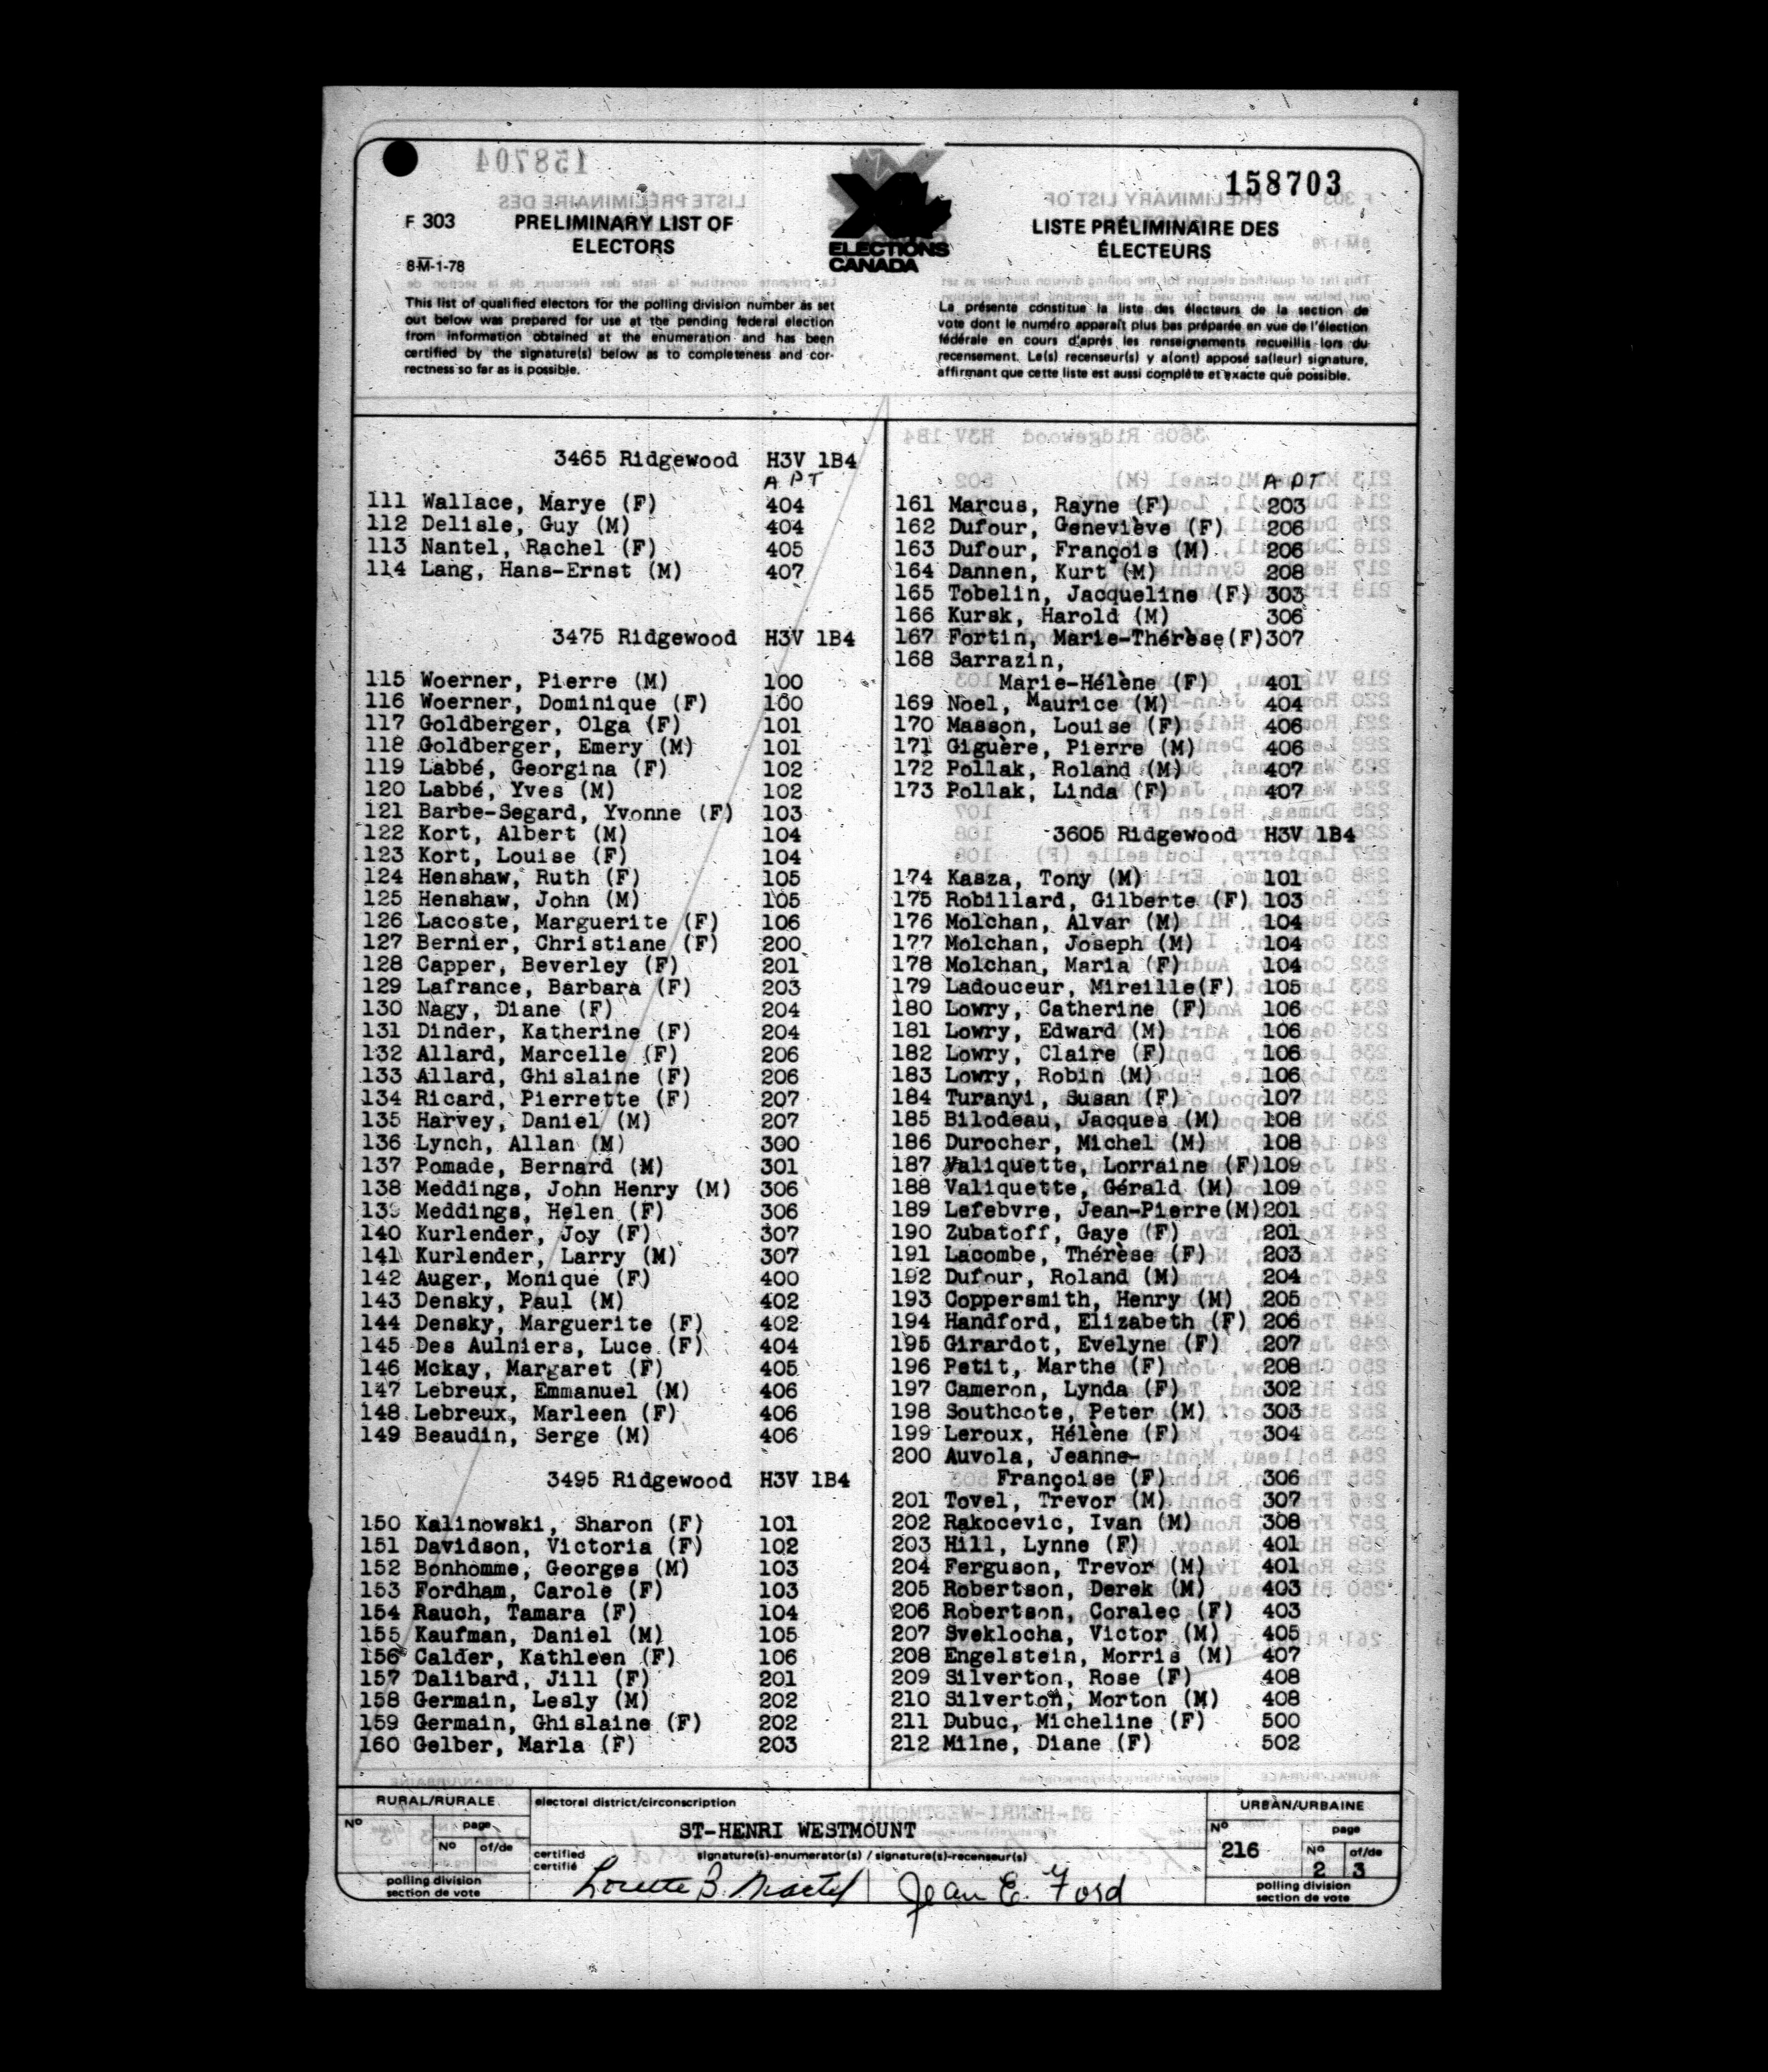 158703
F 303
PRELIMINARY LIST OF
ELECTORS
8-M-1-78
ELECTIONS
CANADA
LISTE PRÉLIMINAIRE DES
ÉLECTEURS
This list of qualified electors for the polling division number as set
out below was prepared for use at the pending federal election
from information obtained at the enumeration and has been
certified by the signature(s) below as to completeness and cor-
rectness so far as is possible.
La présente constitue la liste des électeurs de la section de
vote dont le numéro apparaît plus bas préparée en vue de l'élection
fédérale en cours d'après les renseignements recueillis lors du
recensement. Le(s) recenseur(s) y a(ont) apposé sa(leur) signature,
affirmant que cette liste est aussi complète et exacte que possible.
3465 Ridgewood H3V 1B4
APT
111 Wallace, Marye (F) 404
112 Delisle, Guy (M) 404
113 Nantel, Rachel (F) 405
114 Lang, Hans-Ernst (M) 407
3475 Ridgewood H3V 1B4
115 Woerner, Pierre (M) 100
116 Woerner, Dominique (F) 100
117 Goldberger, Olga (F) 101
118 Goldberger, Emery (M) 101
119 Labbé, Georgina (F) 102
120 Labbé, Yves (M) 102
121 Barbe-Segard, Yvonne (F) 103
122 Kort, Albert (M) 104
123 Kort, Louise (F) 104
124 Henshaw, Ruth (F) 105
125 Henshaw, John (M) 105
126 Lacoste, Marguerite (F) 106
127 Bernier, Christiane (F) 200
128 Capper, Beverley (F) 201
129 Lafrance, Barbara (F) 203
130 Nagy, Diane (F) 204
131 Dinder, Katherine (F) 204
132 Allard, Marcelle (F) 206
133 Allard, Ghislaine (F) 206
134 Ricard, Pierrette (F) 207
135 Harvey, Daniel (M) 207
136 Lynch, Allan (M) 300
137 Pomade, Bernard (M) 301
138 Meddings, John Henry (M) 306
139 Meddings, Helen (F) 306
140 Kurlender, Joy (F) 307
141 Kurlender, Larry (M) 307
142 Auger, Monique (F) 400
143 Densky, Paul (M) 402
144 Densky, Marguerite (F) 402
145 Des Aulniers, Luce (F) 404
146 Mckay, Margaret (F) 405
147 Lebreux, Emmanuel (M) 406
148 Lebreux, Marleen (F) 406
149 Beaudin, Serge (M) 406
3495 Ridgewood H3V 1B4
150 Kalinowski, Sharon (F) 101
151 Davidson, Victoria (F) 102
152 Bonhomme, Georges (M) 103
153 Fordham, Carole (F) 103
154 Rauch, Tamara (F) 104
155 Kaufman, Daniel (M) 105
156 Calder, Kathleen (F) 106
157 Dalibard, Jill (F) 201
158 Germain, Lesly (M) 202
159 Germain, Ghislaine (F) 202
160 Gelber, Marla (F) 203
APT
161 Marcus, Rayne (F) 203
162 Dufour, Geneviève (F) 206
163 Dufour, François (M) 206
164 Dannen, Kurt (M) 208
165 Tobelin, Jacqueline (F) 303
166 Kursk, Harold (M) 306
167 Fortin, Marie-Thérèse(F)307
168 Sarrazin,
Marie-Hélène (F) 401
169 Noel, Maurice (M) 404
170 Masson, Louise (F) 406
171 Giguère, Pierre (M) 406
172 Pollak, Roland (M) 407
173 Pollak, Linda (F) 407
3605 Ridgewood H3V 1B4
174 Kasza, Tony (M) 101
175 Robillard, Gilberte (F) 103
176 Molchan, Alvar (M) 104
177 Molchan, Joseph (M) 104
178 Molchan, Maria (F) 104
179 Ladouceur, Mireille(F) 105
180 Lowry, Catherine (F) 106
181 Lowry, Edward (M) 106
182 Lowry, Claire (F) 106
183 Lowry, Robin (M) 106
184 Turanyi, Susan (F) 107
185 Bilodeau, Jacques (M) 108
186 Durocher, Michel (M) 108
187 Valiquette, Lorraine (F)109
188 Valiquette, Gérald (M) 109
189 Lefebvre, Jean-Pierre(M)201
190 Zubatoff, Gaye (F) 201
191 Lacombe, Thérèse (F) 203
192 Dufour, Roland (M) 204
193 Coppersmith, Henry (M) 205
194 Handford, Elizabeth (F) 206
195 Girardot, Evelyne (F) 207
196 Petit, Marthe (F) 208
197 Cameron, Lynda (F) 302
198 Southcote, Peter (M) 303
199 Leroux, Hélène (F) 304
200 Auvola, Jeanne-
Françoise (F) 306
201 Tovel, Trevor (M) 307
202 Rakocevic, Ivan (M) 308
203 Hill, Lynne (F) 401
204 Ferguson, Trevor (M) 401
205 Robertson, Derek (M) 403
206 Robertson, Coralec (F) 403
207 Sveklocha, Victor (M) 405
208 Engelstein, Morris (M) 407
209 Silverton, Rose (F) 408
210 Silverton, Morton (M) 408
211 Dubuc, Micheline (F) 500
212 Milne, Diane (F) 502
RURAL/RURALE
No
page
No of/de
polling division
section de vote
electoral district/circonscription
ST-HENRI WESTMOUNT
certified
certifié
signature(s)-enumerator(s) / signature(s)-recenseur(s)
Lorette B. Martel Jean E. Ford
URBAN/URBAINE
No
216
page
No of/de
2 3
polling division
section de vote